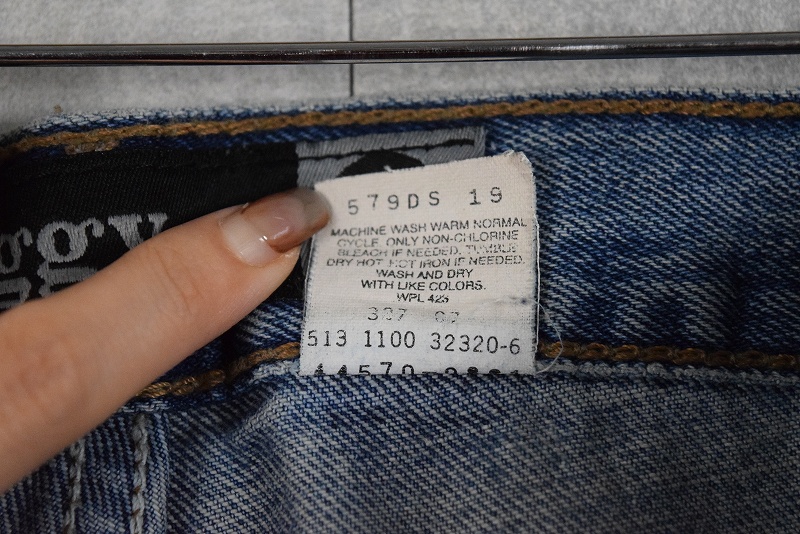 579DS 19
MACHINE WASH WARM NORMAL
CYCLE. ONLY NON-CHLORINE
BLEACH IF NEEDED. TUMBLE
DRY HOT. HOT IRON IF NEEDED.
WASH AND DRY
WITH LIKE COLORS.
WPL 423
513 1100 32320-6